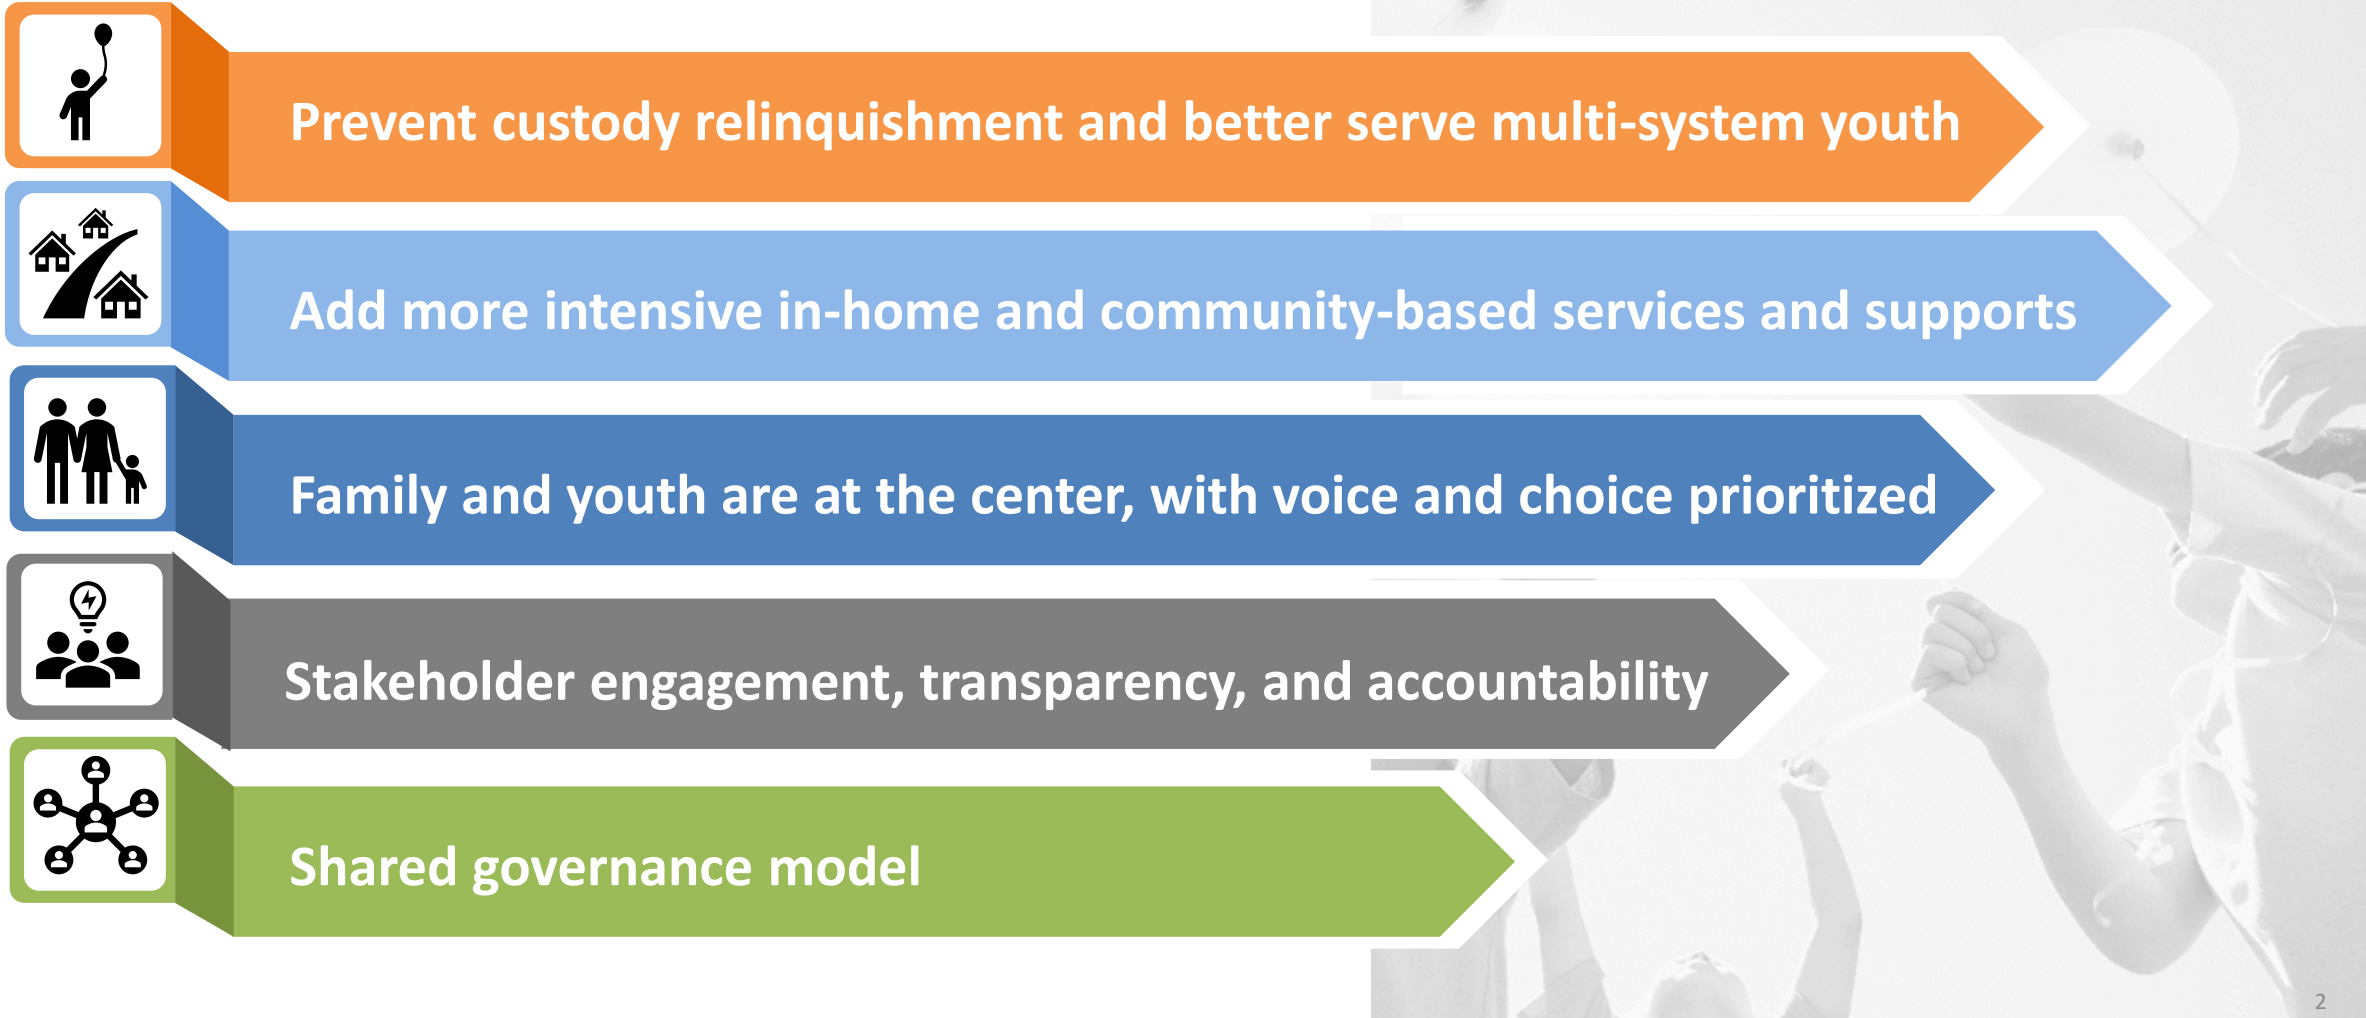 Prevent custody relinquishment and better serve multi-system youth
Add more intensive in-home and community-based services and supports
Family and youth are at the center, with voice and choice prioritized
Stakeholder engagement, transparency, and accountability
Shared governance model
2